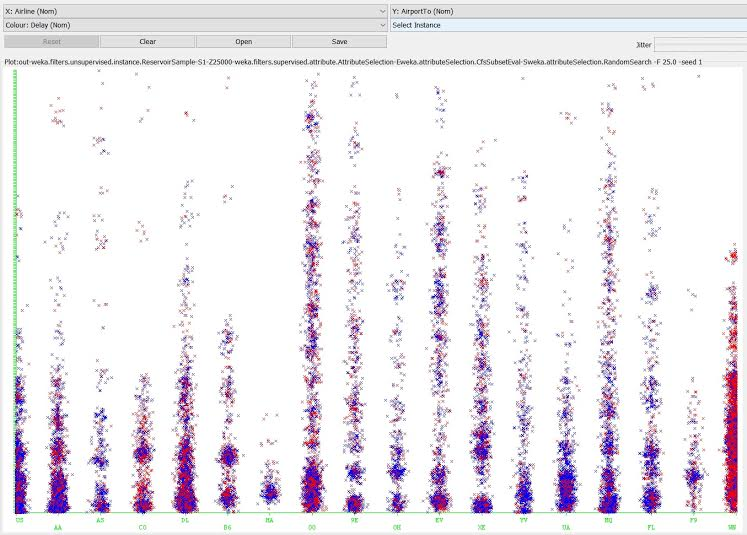 X: Airline (Nom)
Y: AirportTo (Nom)
Colour: Delay (Nom)
Select Instance
Reset
Clear
Open
Save
Jitter
Plot:out-weka.filters.unsupervised.instance.ReservoirSample-S1-Z25000-weka.filters.supervised.attribute.AttributeSelection-Eweka.attributeSelection.CfsSubsetEval-Sweka.attributeSelection.RandomSearch -F 25.0 -seed 1
US
AA
AS
CO
DL
B6
HA
OO
9E
OH
EV
XE
YV
UA
MQ
FL
F9
WN